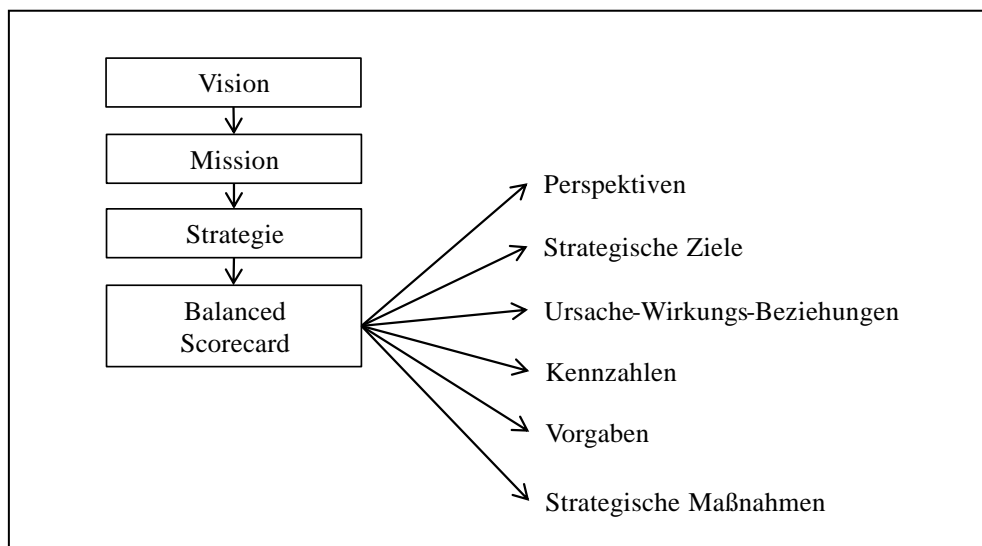 Vision
Mission
Strategie
Balanced
Scorecard
Perspektiven
Strategische Ziele
Ursache-Wirkungs-Beziehungen
Kennzahlen
Vorgaben
Strategische Maßnahmen